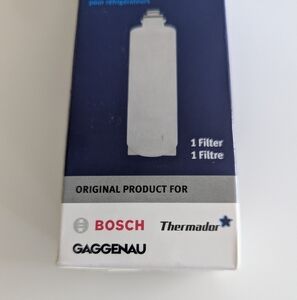 pour réfrigérateurs
1 Filter
1 Filtre
ORIGINAL PRODUCT FOR
BOSCH Thermador
GAGGENAU